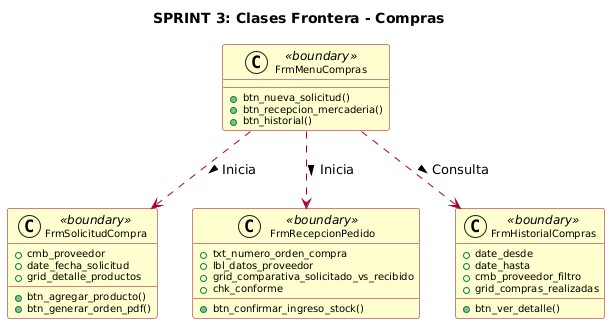 SPRINT 3: Clases Frontera - Compras
C
«boundary»
FrmMenuCompras
btn_nueva_solicitud()
btn_recepcion_mercaderia()
btn_historial()
Inicia
Inicia
Consulta
C
«boundary»
FrmSolicitudCompra
cmb_proveedor
date_fecha_solicitud
grid_detalle_productos
btn_agregar_producto()
btn_generar_orden_pdf()
C
«boundary»
FrmRecepcionPedido
txt_numero_orden_compra
lbl_datos_proveedor
grid_comparativa_solicitado_vs_recibido
chk_conforme
btn_confirmar_ingreso_stock()
C
«boundary»
FrmHistorialCompras
date_desde
date_hasta
cmb_proveedor_filtro
grid_compras_realizadas
btn_ver_detalle()